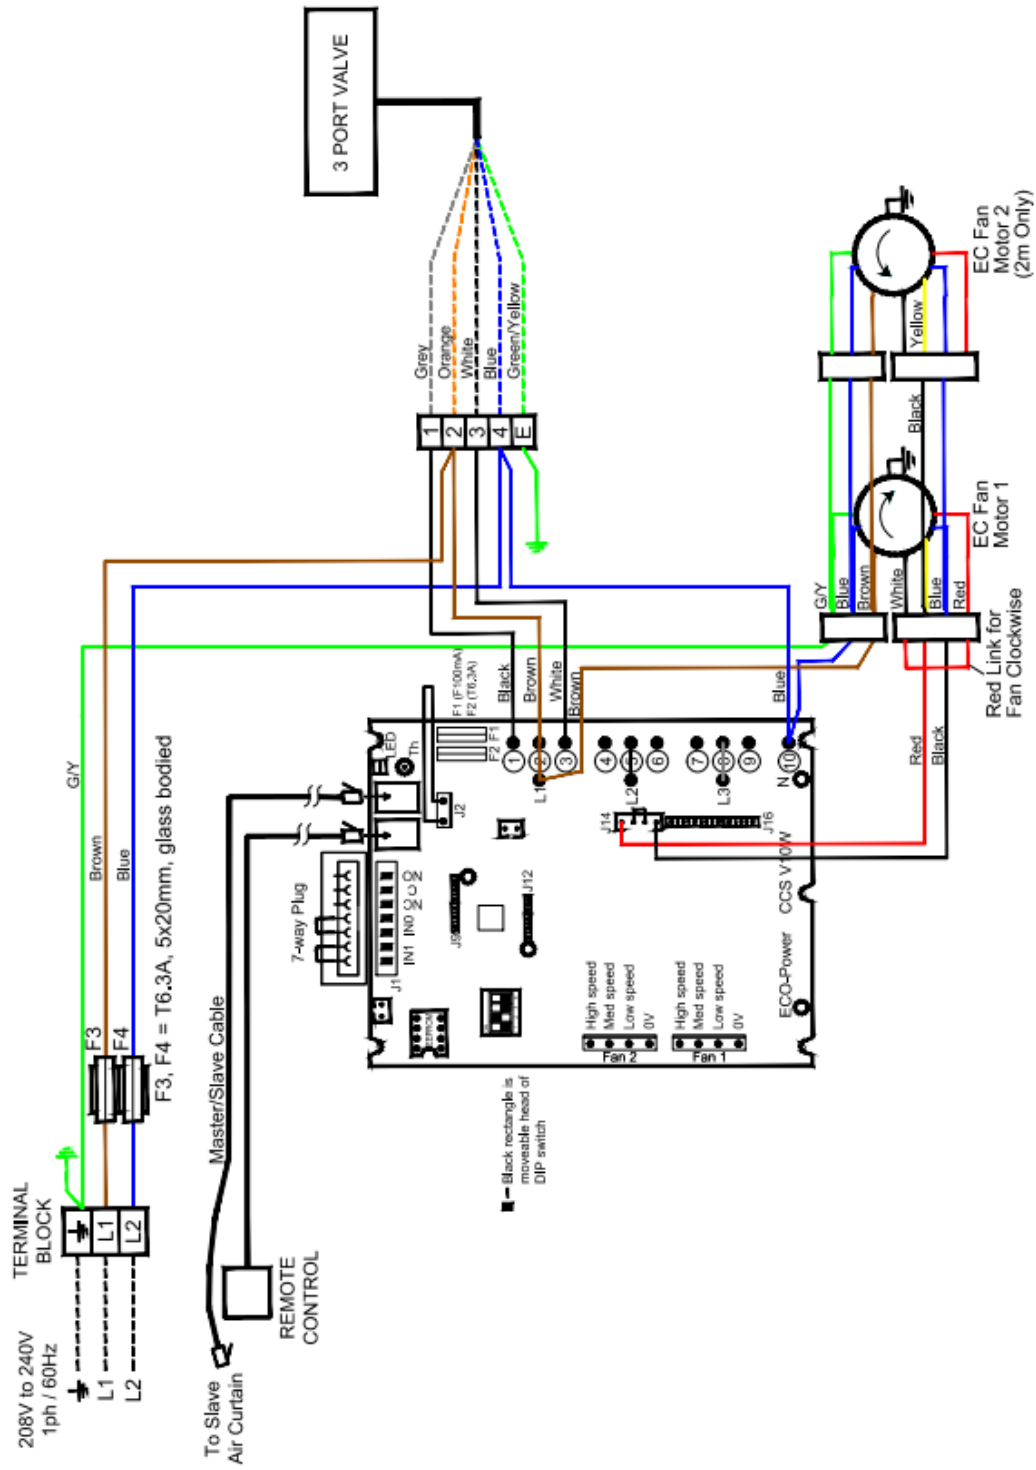 208V to 240V
1ph / 60Hz
L1
L2
TERMINAL
BLOCK
L1
L2
F3
F4
F3, F4 = T6.3A, 5x20mm, glass bodied
G/Y
Brown
Blue
To Slave
Air Curtain
REMOTE
CONTROL
Master/Slave Cable
7-way Plug
3 PORT VALVE
Grey
Orange
White
Blue
Green/Yellow
1
2
3
4
E
Black
Brown
White
Brown
Blue
F1 (F100mA)
F2 (T6.3A)
F2 F1
LED
Th
J2
J1
IN1 IN0 ON
ON
EEPROM
J9
J12
J14
J16
1
2
3
4
5
6
7
8
9
10
L1
L2
L3
N
ECO-Power CCS V10W
High speed
Med speed
Low speed
0V
Fan 2
High speed
Med speed
Low speed
0V
Fan 1
Black rectangle is
moveable head of
DIP switch
Red
Black
G/Y
Blue
Brown
White
Blue
Red
Red Link for
Fan Clockwise
EC Fan
Motor 1
Black
Yellow
EC Fan
Motor 2
(2m Only)